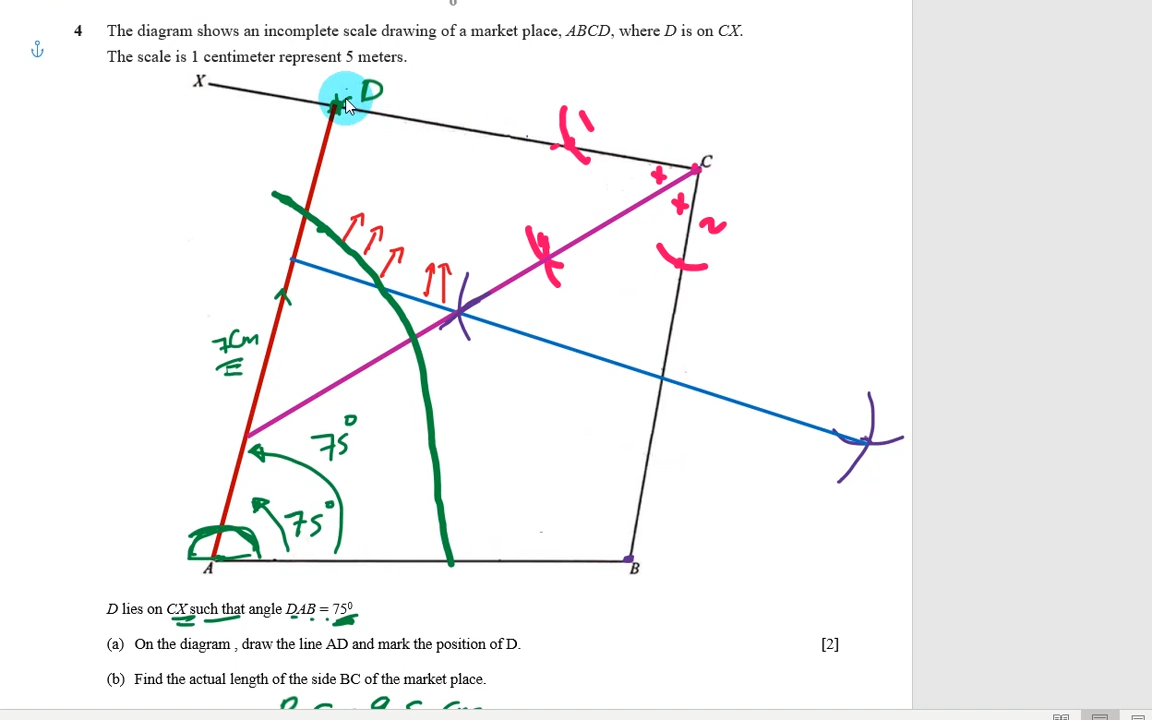 4 The diagram shows an incomplete scale drawing of a market place, ABCD, where D is on CX.
The scale is 1 centimeter represent 5 meters.
X
D
1
C
2
7cm
75°
75°
A
B
D lies on CX such that angle DAB = 75⁰
(a) On the diagram , draw the line AD and mark the position of D. [2]
(b) Find the actual length of the side BC of the market place.